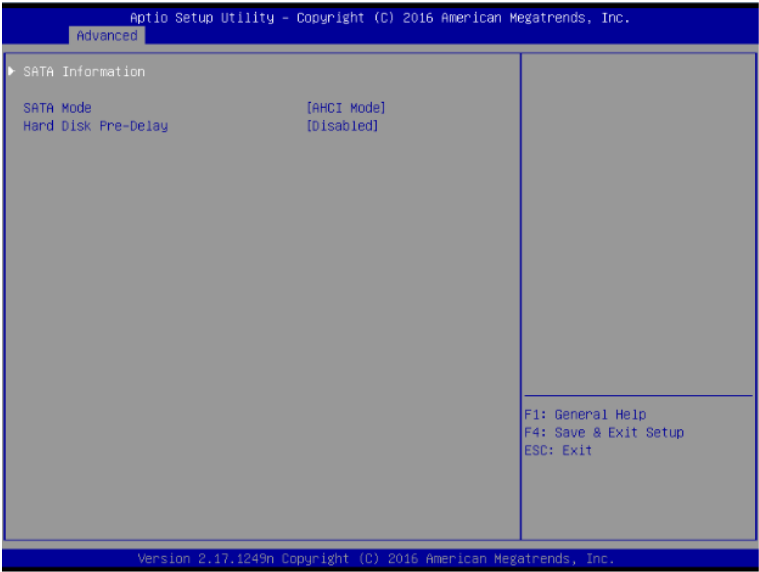 Aptio Setup Utility – Copyright (C) 2016 American Megatrends, Inc.
Advanced
SATA Information
SATA Mode [AHCI Mode]
Hard Disk Pre-Delay [Disabled]
F1: General Help
F4: Save & Exit Setup
ESC: Exit
Version 2.17.1249n Copyright (C) 2016 American Megatrends, Inc.